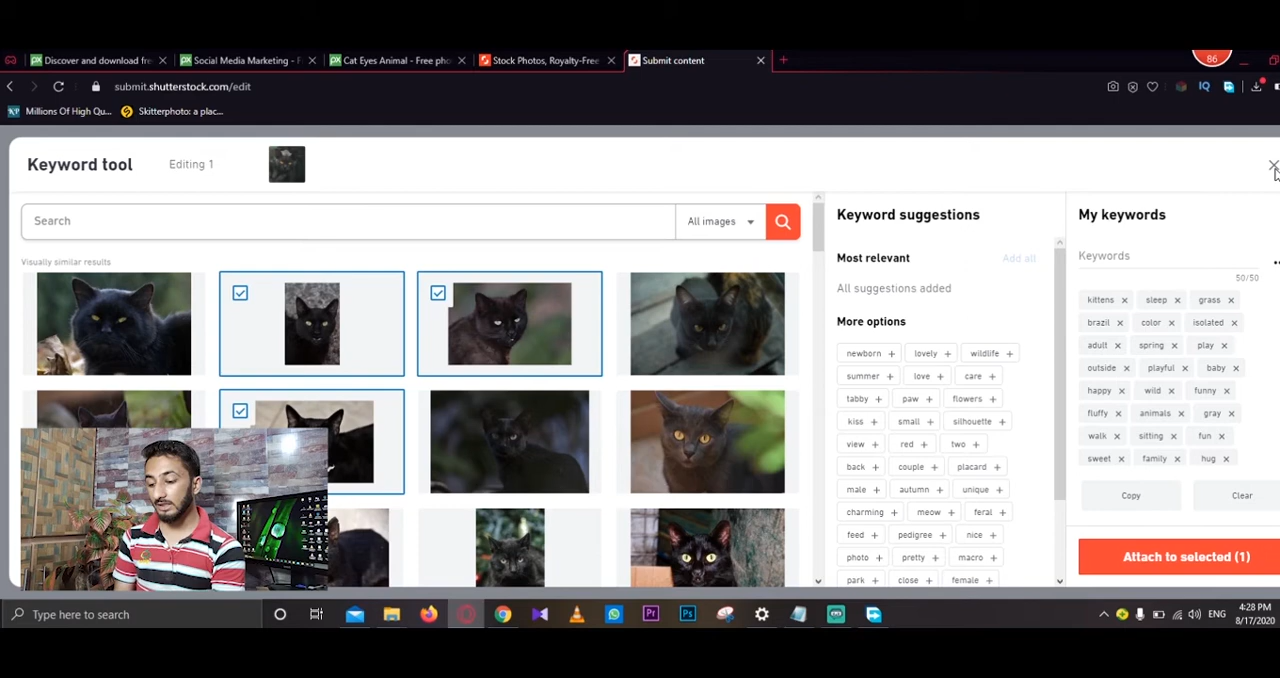 Discover and download fre
Social Media Marketing - F
Cat Eyes Animal - Free pho
Stock Photos, Royalty-Free
Submit content
86
submit.shutterstock.com/edit
IQ
Millions Of High Qu...
Skitterphoto: a plac...
Keyword tool
Editing 1
Search
All images
Visually similar results
Keyword suggestions
Most relevant
Add all
All suggestions added
More options
newborn +
lovely +
wildlife +
summer +
love +
care +
tabby +
paw +
flowers +
kiss +
small +
silhouette +
view +
red +
two +
back +
couple +
placard +
male +
autumn +
unique +
charming +
meow +
feral +
feed +
pedigree +
nice +
photo +
pretty +
macro +
park +
close +
female +
My keywords
Keywords
50/50
kittens ×
sleep ×
grass ×
brazil ×
color ×
isolated ×
adult ×
spring ×
play ×
outside ×
playful ×
baby ×
happy ×
wild ×
funny ×
fluffy ×
animals ×
gray ×
walk ×
sitting ×
fun ×
sweet ×
family ×
hug ×
Copy
Clear
Attach to selected (1)
Type here to search
Pr
Ps
ENG
4:28 PM
8/17/2020